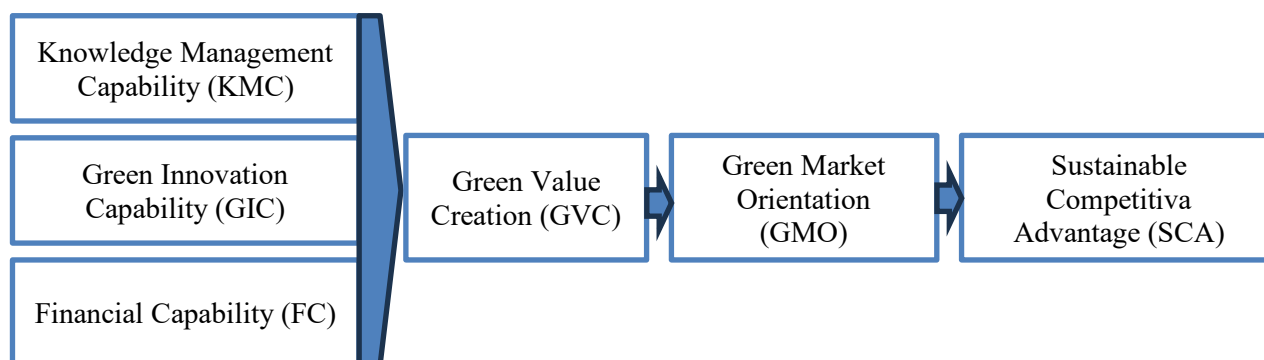 Knowledge Management
Capability (KMC)
Green Innovation
Capability (GIC)
Financial Capability (FC)
Green Value
Creation (GVC)
Green Market
Orientation
(GMO)
Sustainable
Competitiva
Advantage (SCA)